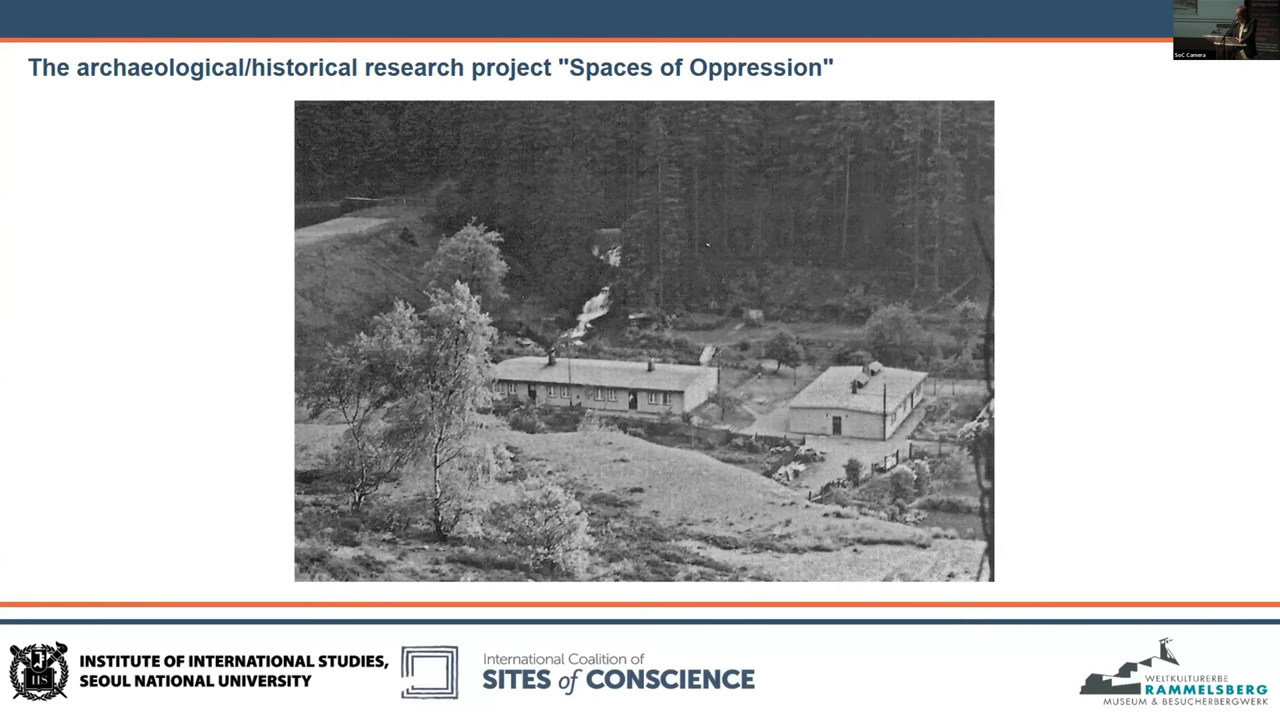 SoC Camera
The archaeological/historical research project "Spaces of Oppression"
INSTITUTE OF INTERNATIONAL STUDIES,
SEOUL NATIONAL UNIVERSITY
International Coalition of
SITES of CONSCIENCE
WELTKULTURERBE
RAMMELSBERG
MUSEUM & BESUCHERBERGWERK